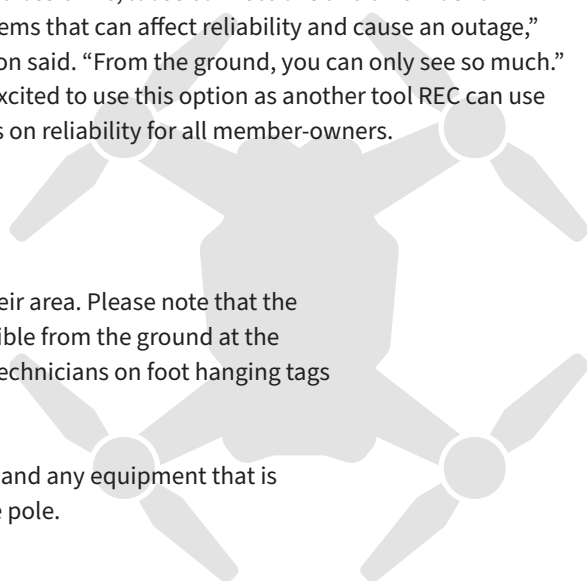 ems that can affect reliability and cause an outage,”
on said. “From the ground, you can only see so much.”
xcited to use this option as another tool REC can use
s on reliability for all member-owners.
eir area. Please note that the
ible from the ground at the
echnicians on foot hanging tags
and any equipment that is
e pole.